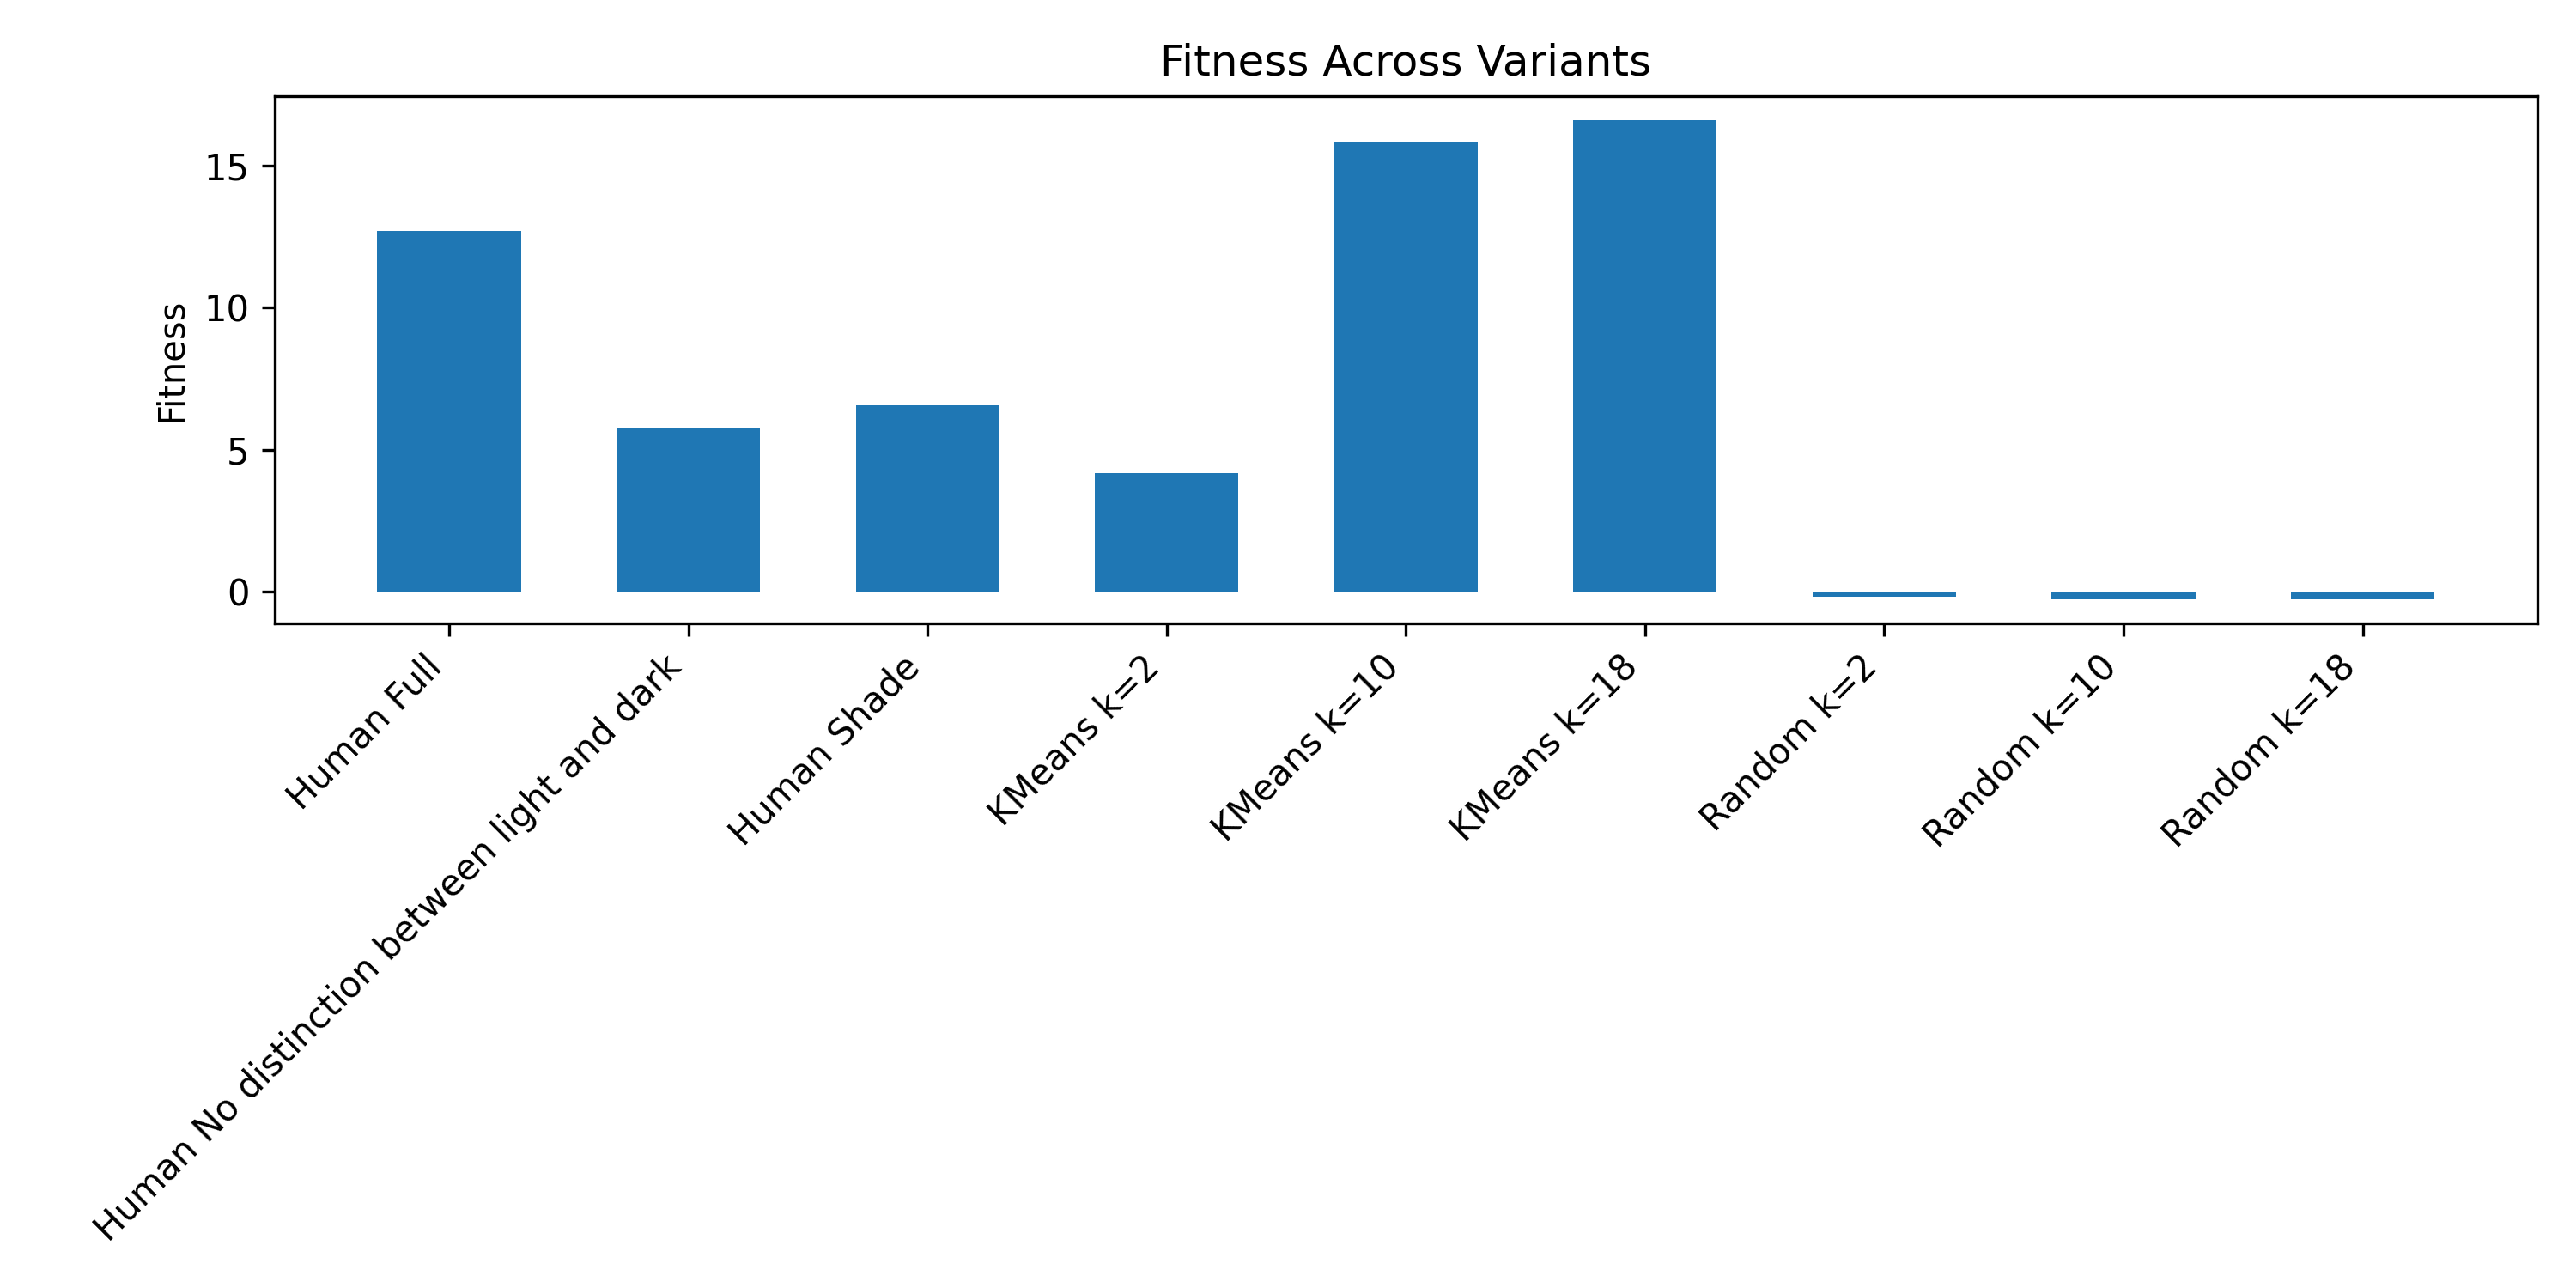 Fitness Across Variants
Fitness
15
10
5
0
Human Full
Human No distinction between light and dark
Human Shade
KMeans k=2
KMeans k=10
KMeans k=18
Random k=2
Random k=10
Random k=18